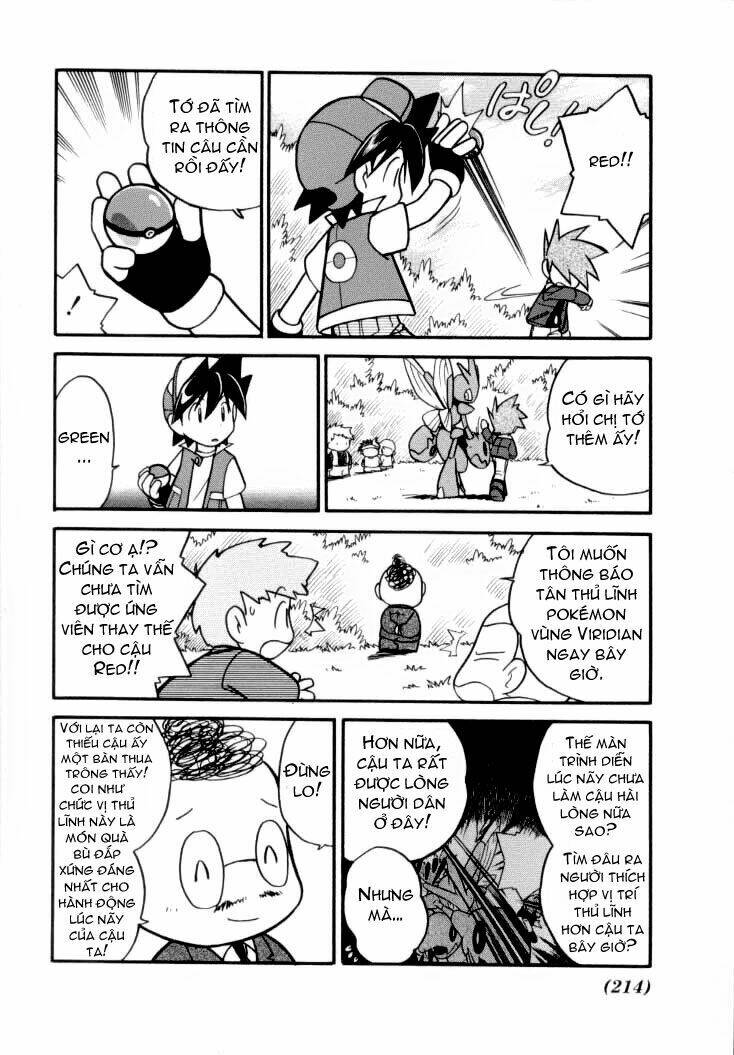 ぱしっ!
RED!!
TỚ ĐÃ TÌM
RA THÔNG
TIN CÂU CẦN
RỒI ĐẤY!
!
CÓ GÌ HÃY
HỎI CHỊ TỚ
THÊM ẤY!
GREEN
...
TÔI MUỐN
THÔNG BÁO
TÂN THỦ LĨNH
POKÉMON
VÙNG VIRIDIAN
NGAY BÂY
GIỜ.
GÌ CƠ Ạ!?
CHÚNG TA VẪN
CHƯA TÌM
ĐƯỢC ỨNG
VIÊN THAY THẾ
CHO CẬU
RED!!
THẾ MÀN
TRÌNH DIỄN
LÚC NÃY CHƯA
LÀM CẬU HÀI
LÒNG NỮA
SAO?
TÌM ĐÂU RA
NGƯỜI THÍCH
HỢP VỊ TRÍ
THỦ LĨNH
HƠN CẬU TA
BÂY GIỜ?
HƠN NỮA,
CẬU TA RẤT
ĐƯỢC LÒNG
NGƯỜI DÂN
Ở ĐÂY!
NHƯNG
MÀ...
ĐỪNG
LO!
VỚI LẠI TA CÒN
THIẾU CẬU ẤY
MỘT BÀN THUA
TRÔNG THẤY!
COI NHƯ
CHỨC VỊ THỦ
LĨNH NÀY LÀ
MÓN QUÀ
BÙ ĐẮP
XỨNG ĐÁNG
NHẤT CHO
HÀNH ĐỘNG
LÚC NÃY
CỦA CẬU
TA!
(214)